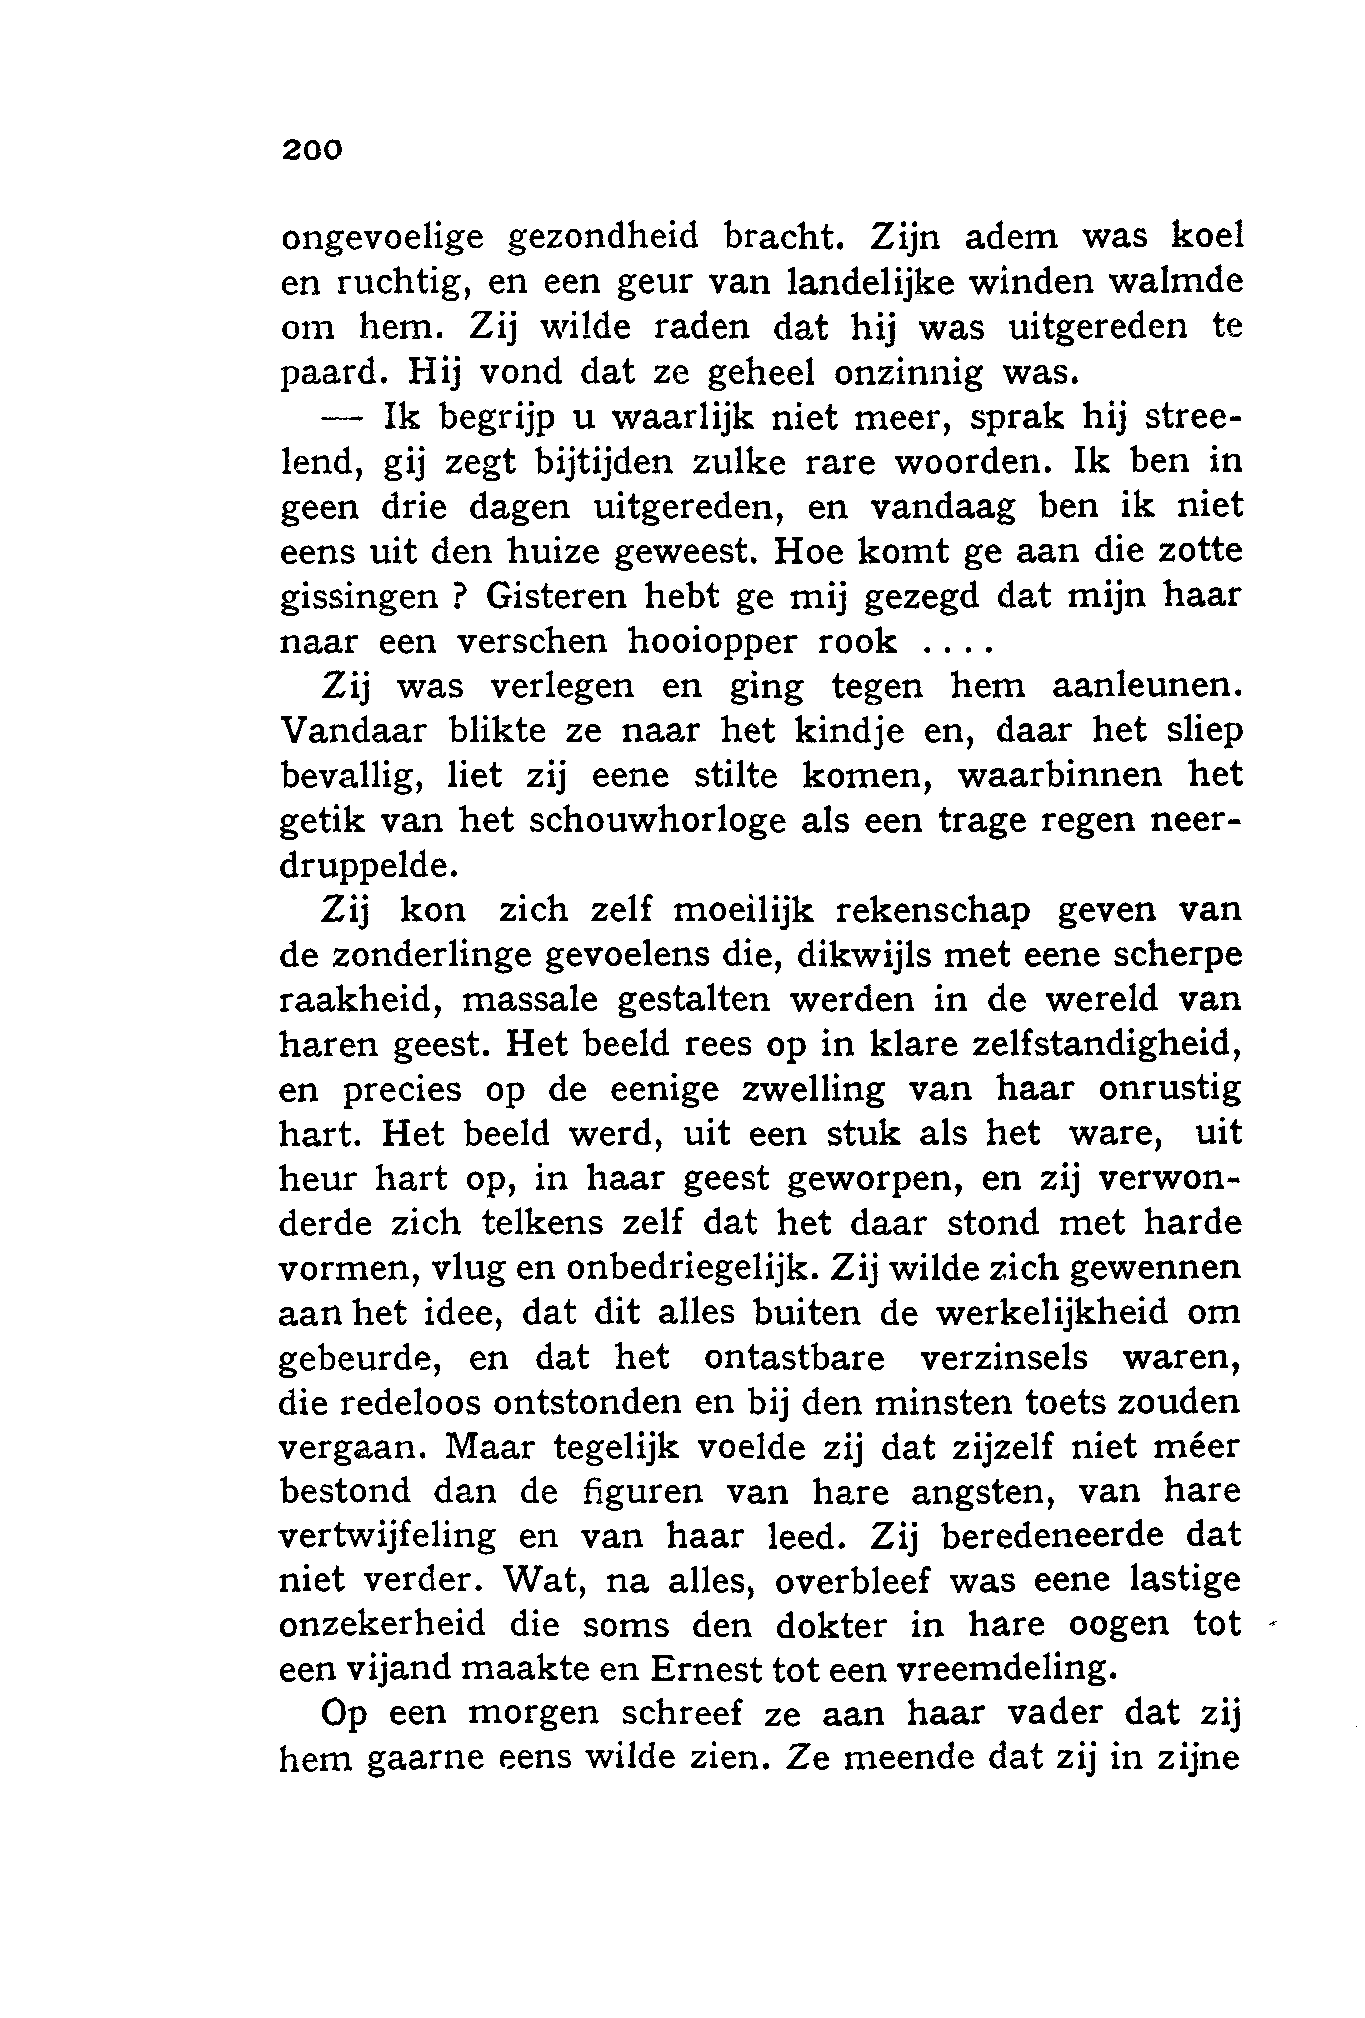 200
ongevoelige gezondheid bracht. Zijn adem was koel
en ruchtig, en een geur van landelijke winden walmde
om hem. Zij wilde raden dat hij was uitgereden te
paard. Hij vond dat ze geheel onzinnig was.
— Ik begrijp u waarlijk niet meer, sprak hij stree-
lend, gij zegt bijtijden zulke rare woorden. Ik ben in
geen drie dagen uitgereden, en vandaag ben ik niet
eens uit den huize geweest. Hoe komt ge aan die zotte
gissingen ? Gisteren hebt ge mij gezegd dat mijn haar
naar een verschen hooiopper rook ....
Zij was verlegen en ging tegen hem aanleunen.
Vandaar blikte ze naar het kindje en, daar het sliep
bevallig, liet zij eene stilte komen, waarbinnen het
getik van het schouwhorloge als een trage regen neer-
druppelde.
Zij kon zich zelf moeilijk rekenschap geven van
de zonderlinge gevoelens die, dikwijls met eene scherpe
raakheid, massale gestalten werden in de wereld van
haren geest. Het beeld rees op in klare zelfstandigheid,
en precies op de eenige zwelling van haar onrustig
hart. Het beeld werd, uit een stuk als het ware, uit
heur hart op, in haar geest geworpen, en zij verwon-
derde zich telkens zelf dat het daar stond met harde
vormen, vlug en onbedriegelijk. Zij wilde zich gewennen
aan het idee, dat dit alles buiten de werkelijkheid om
gebeurde, en dat het ontastbare verzinsels waren,
die redeloos ontstonden en bij den minsten toets zouden
vergaan. Maar tegelijk voelde zij dat zijzelf niet méer
bestond dan de figuren van hare angsten, van hare
vertwijfeling en van haar leed. Zij beredeneerde dat
niet verder. Wat, na alles, overbleef was eene lastige
onzekerheid die soms den dokter in hare oogen tot
een vijand maakte en Ernest tot een vreemdeling.
Op een morgen schreef ze aan haar vader dat zij
hem gaarne eens wilde zien. Ze meende dat zij in zijne